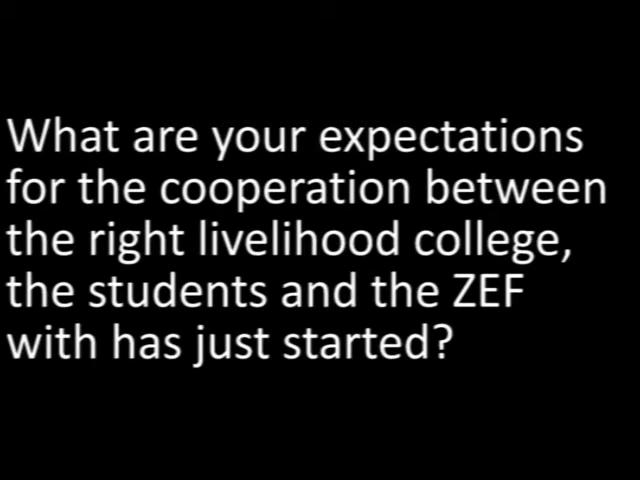 What are your expectations
for the cooperation between
the right livelihood college,
the students and the ZEF
with has just started?